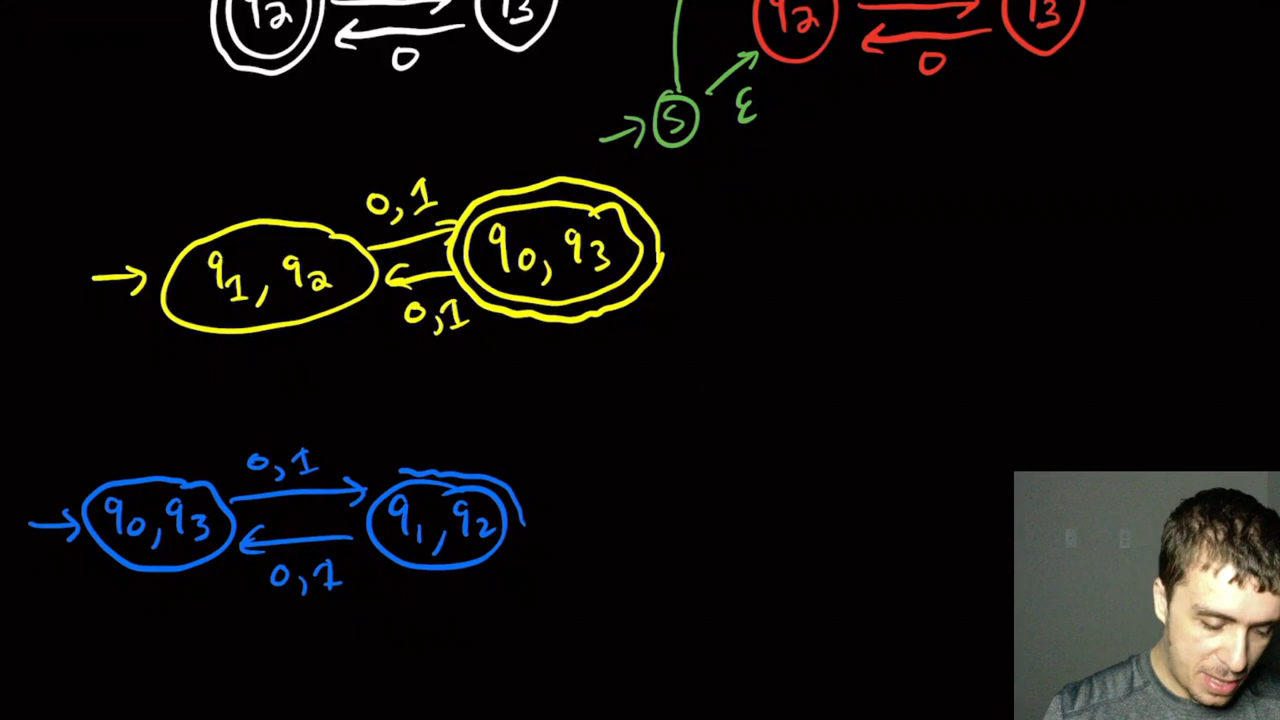 q2 q3 q2 q3
0 0
S ε
0,1
q1, q2 q0, q3
0,1
0,1
q0, q3 q1, q2
0,1